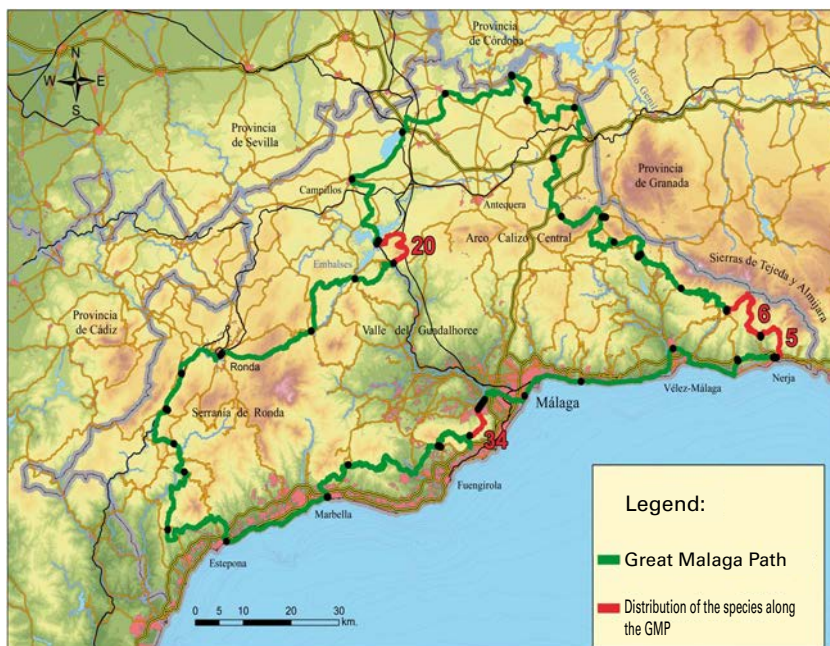 Provincia
de Córdoba
N
W E
S
Río Genil
Provincia
de Sevilla
Provincia
de Granada
Campillos
Antequera
20
Arco Calizo Central
Sierras de Tejeda y Almijara
Embalses
Provincia
de Cádiz
6
Valle del Guadalhorce
5
Ronda
Nerja
Vélez-Málaga
Málaga
Serranía de Ronda
34
Fuengirola
Marbella
Estepona
0 5 10 20 30
km.
Legend:
Great Malaga Path
Distribution of the species along
the GMP